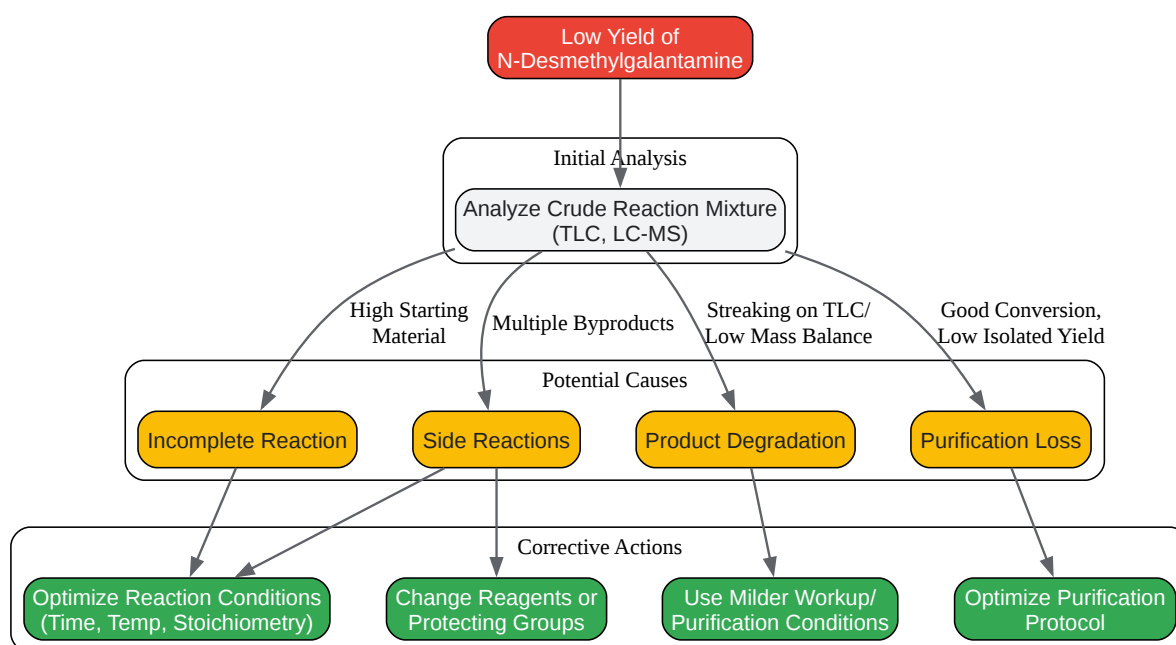 Low Yield of
N-Desmethylgalantamine
Initial Analysis
Analyze Crude Reaction Mixture
(TLC, LC-MS)
High Starting
Material
Multiple Byproducts
Streaking on TLC/
Low Mass Balance
Good Conversion,
Low Isolated Yield
Potential Causes
Incomplete Reaction
Side Reactions
Product Degradation
Purification Loss
Corrective Actions
Optimize Reaction Conditions
(Time, Temp, Stoichiometry)
Change Reagents or
Protecting Groups
Use Milder Workup/
Purification Conditions
Optimize Purification
Protocol